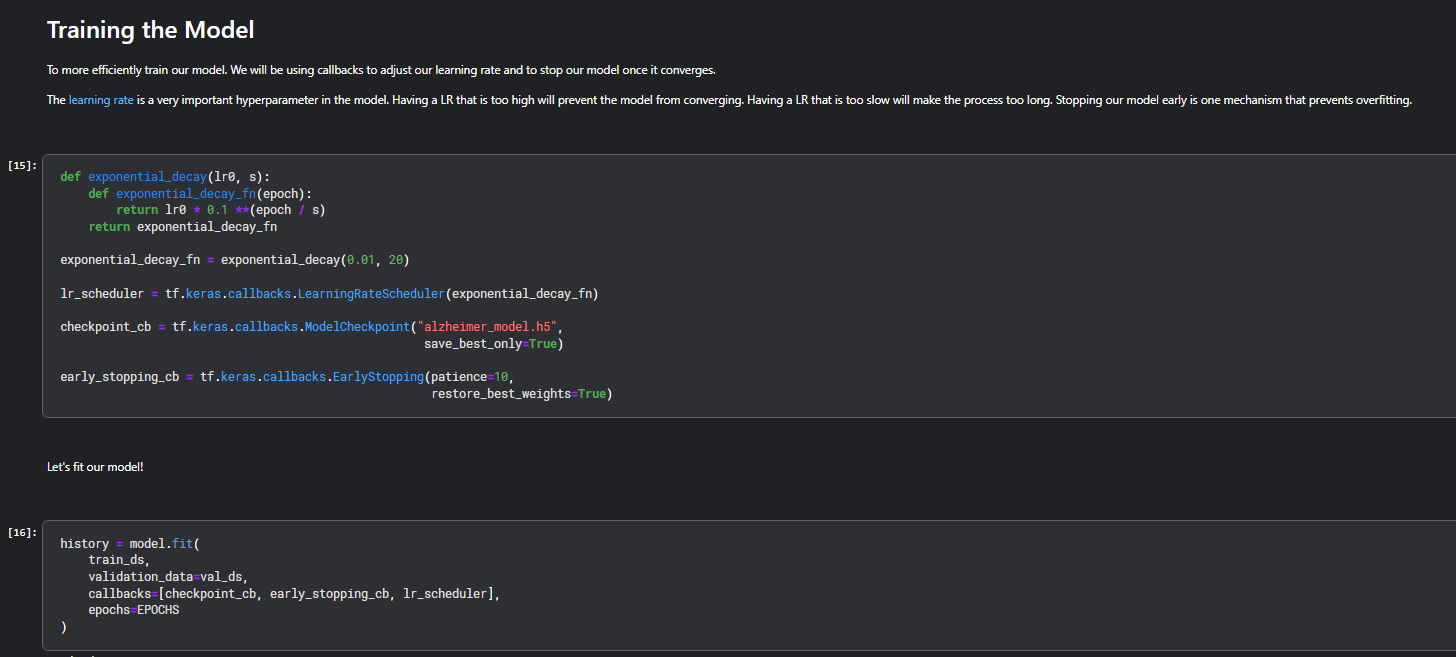 Training the Model
To more efficiently train our model. We will be using callbacks to adjust our learning rate and to stop our model once it converges.
The learning rate is a very important hyperparameter in the model. Having a LR that is too high will prevent the model from converging. Having a LR that is too slow will make the process too long. Stopping our model early is one mechanism that prevents overfitting.
[15]:
def exponential_decay(lr0, s):
    def exponential_decay_fn(epoch):
        return lr0 * 0.1 **(epoch / s)
    return exponential_decay_fn
exponential_decay_fn = exponential_decay(0.01, 20)
lr_scheduler = tf.keras.callbacks.LearningRateScheduler(exponential_decay_fn)
checkpoint_cb = tf.keras.callbacks.ModelCheckpoint("alzheimer_model.h5",
                                                    save_best_only=True)
early_stopping_cb = tf.keras.callbacks.EarlyStopping(patience=10,
                                                     restore_best_weights=True)
Let's fit our model!
[16]:
history = model.fit(
    train_ds,
    validation_data=val_ds,
    callbacks=[checkpoint_cb, early_stopping_cb, lr_scheduler],
    epochs=EPOCHS
)